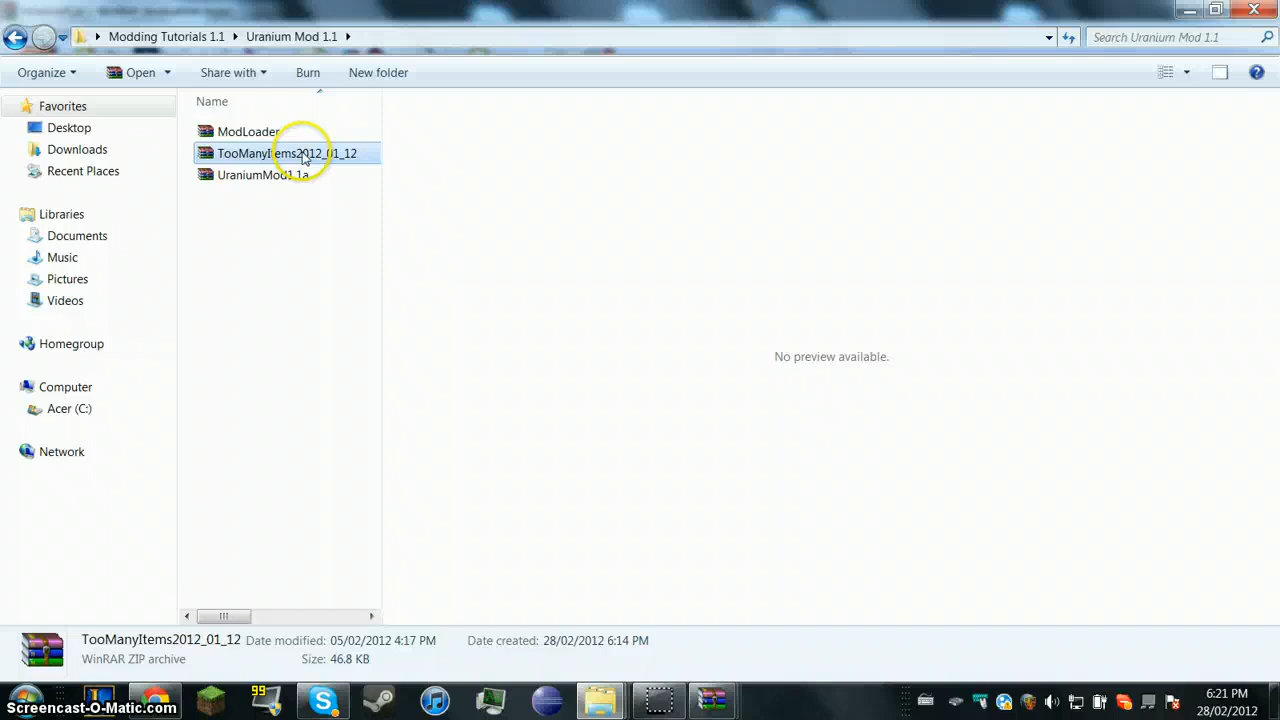 Modding Tutorials 1.1 Uranium Mod 1.1 Search Uranium Mod 1.1
Organize Open Share with Burn New folder
Favorites
Desktop
Downloads
Recent Places
Libraries
Documents
Music
Pictures
Videos
Homegroup
Computer
Acer (C:)
Network
Name
ModLoader
TooManyItems2012_01_12
UraniumMod1.1a
No preview available.
TooManyItems2012_01_12 Date modified: 05/02/2012 4:17 PM Date created: 28/02/2012 6:14 PM
WinRAR ZIP archive Size: 46.8 KB
99
6:21 PM
28/02/2012
Screencast-O-Matic.com